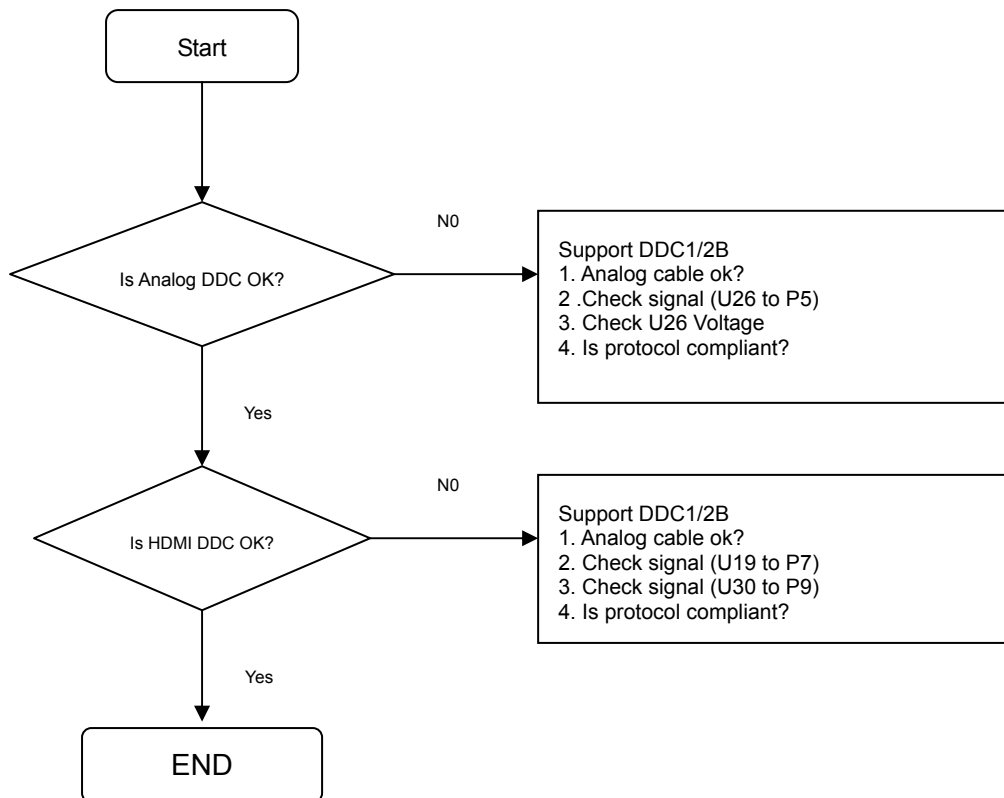 Start
Is Analog DDC OK?
N0
Support DDC1/2B
1. Analog cable ok?
2 .Check signal (U26 to P5)
3. Check U26 Voltage
4. Is protocol compliant?
Yes
Is HDMI DDC OK?
N0
Support DDC1/2B
1. Analog cable ok?
2. Check signal (U19 to P7)
3. Check signal (U30 to P9)
4. Is protocol compliant?
Yes
END